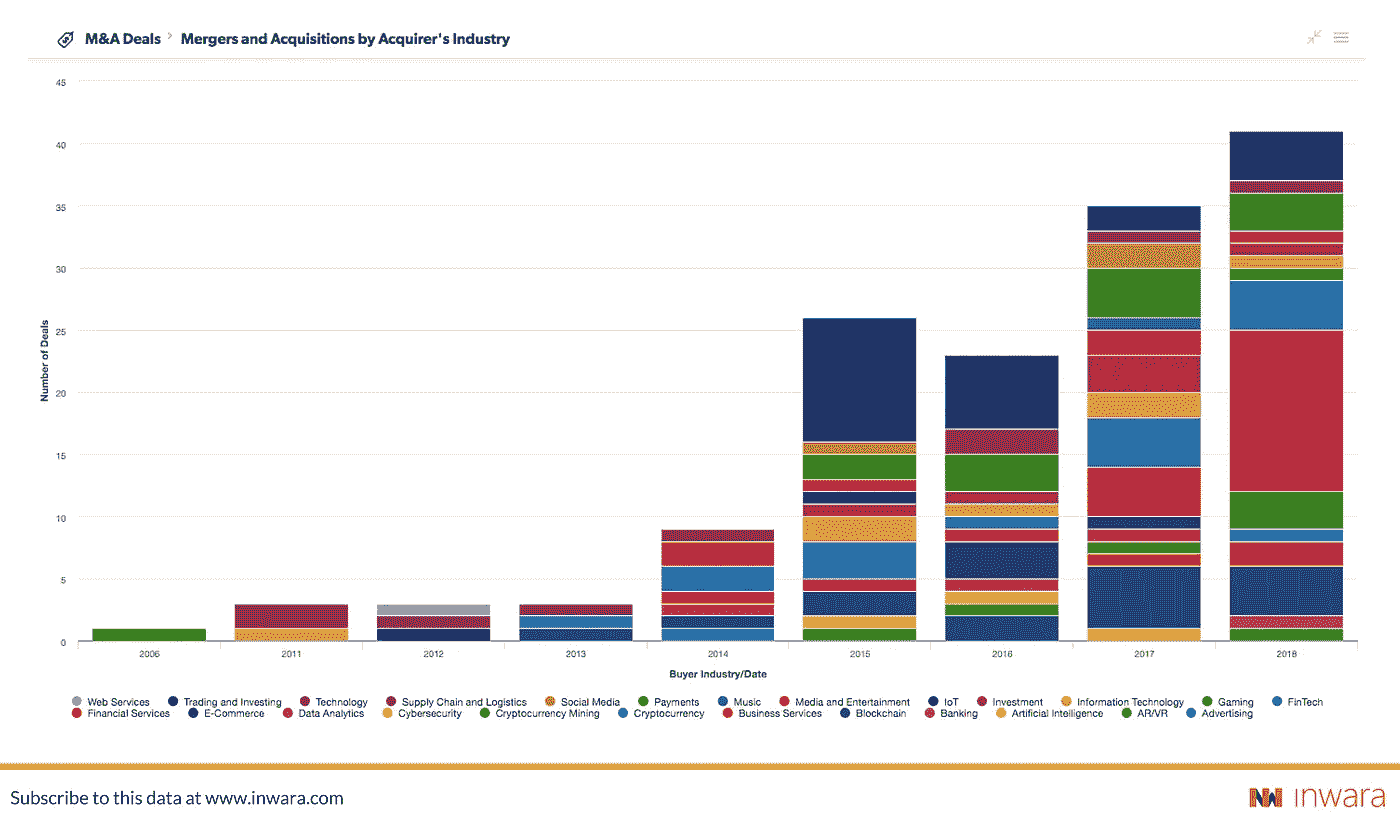 M&A Deals > Mergers and Acquisitions by Acquirer's Industry
45
40
35
30
25
20
15
10
5
0
Number of Deals
2006 2011 2012 2013 2014 2015 2016 2017 2018
Buyer Industry/Date
Web Services Trading and Investing Technology Supply Chain and Logistics Social Media Payments Music Media and Entertainment IoT Investment Information Technology Gaming FinTech
Financial Services E-Commerce Data Analytics Cybersecurity Cryptocurrency Mining Cryptocurrency Business Services Blockchain Banking Artificial Intelligence AR/VR Advertising
Subscribe to this data at www.inwara.com
inwara